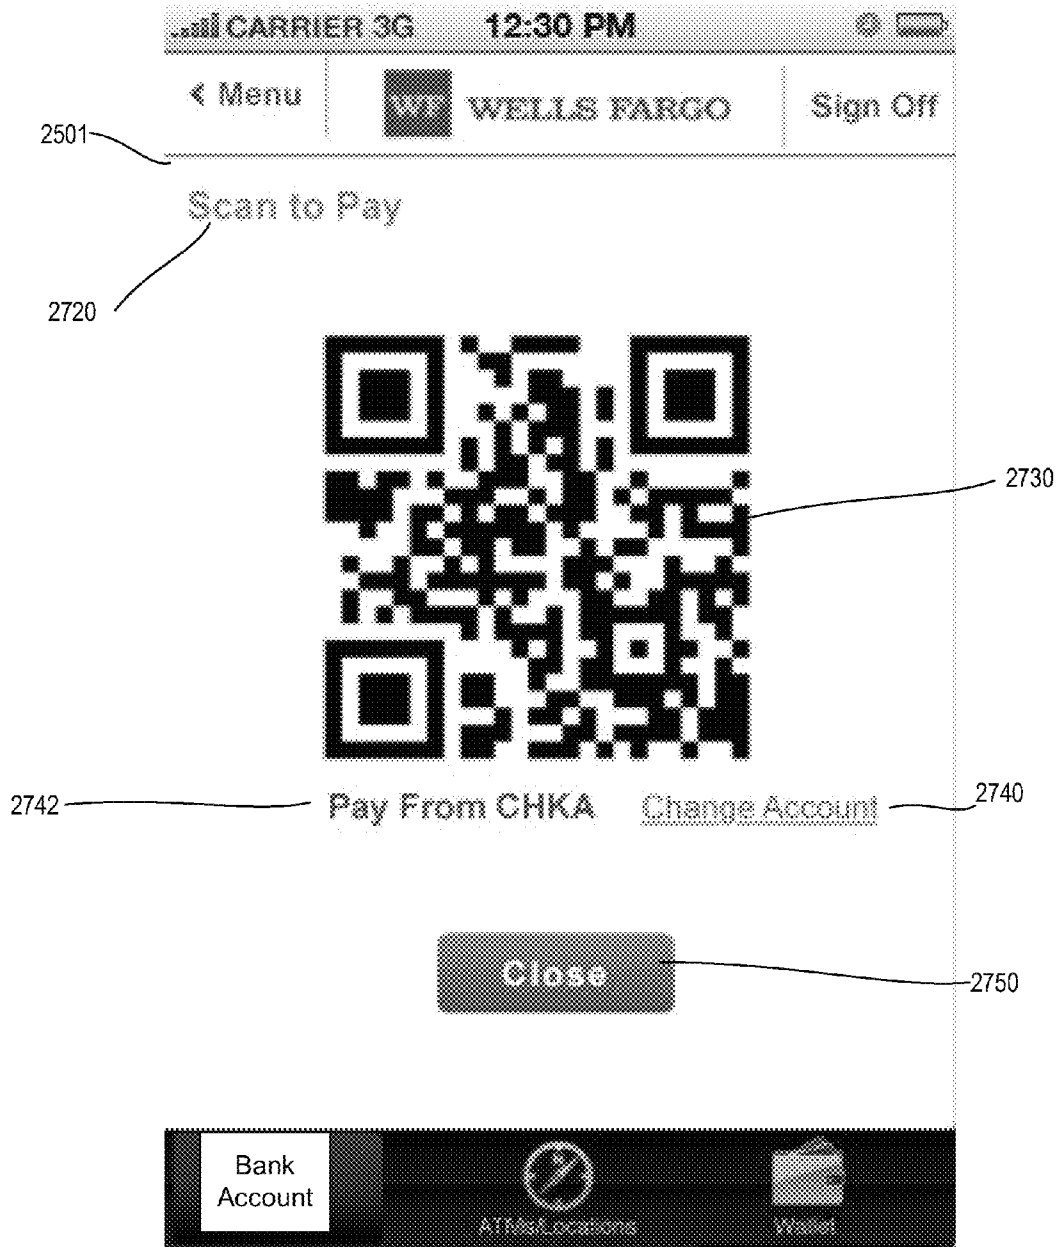 CARRIER 3G 12:30 PM
< Menu WF WELLS FARGO Sign Off
2501
Scan to Pay
2720
2730
2742 Pay From CHKA Change Account 2740
Close
2750
Bank
Account
ATMs/Locations Wallet